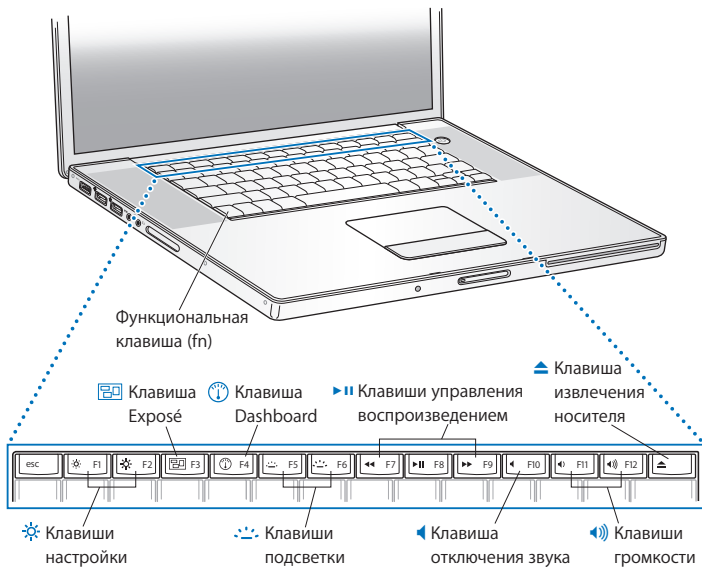 Функциональная
клавиша (fn)
Клавиша
извлечения
носителя
Клавиша
Exposé
Клавиша
Dashboard
Клавиши управления
воспроизведением
esc F1 F2 F3 F4 F5 F6 F7 F8 F9 F10 F11 F12
Клавиши
настройки
Клавиши
подсветки
Клавиша
отключения звука
Клавиши
громкости